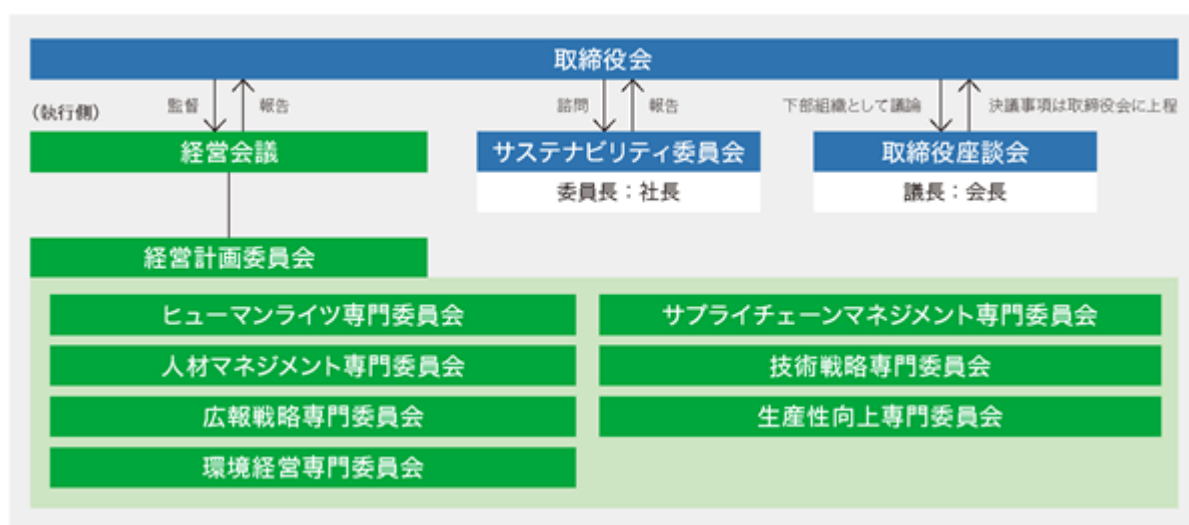 取締役会
(執行側)
監督
報告
諮問
報告
下部組織として議論
決議事項は取締役会に上程
経営会議
サステナビリティ委員会
委員長：社長
取締役座談会
議長：会長
経営計画委員会
ヒューマンライツ専門委員会
サプライチェーンマネジメント専門委員会
人材マネジメント専門委員会
技術戦略専門委員会
広報戦略専門委員会
生産性向上専門委員会
環境経営専門委員会